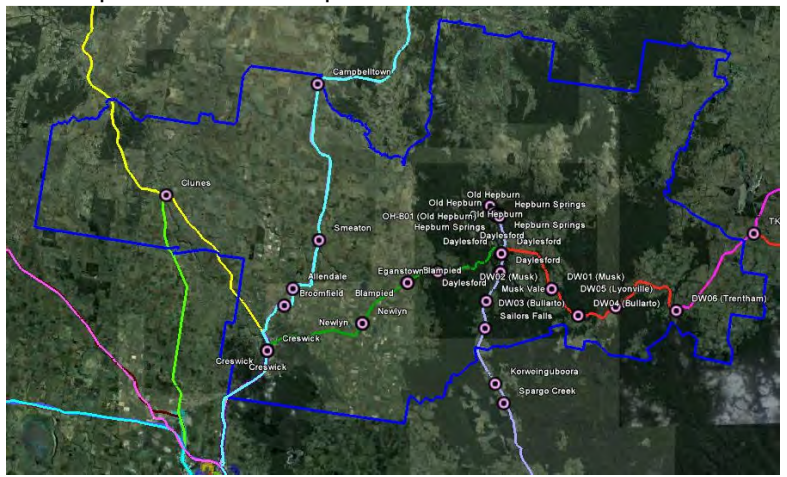 Campbelltown
Clunes
Old Hepburn
Old Hepburn
Hepburn Springs
OH-B01 (Old Hepburn)
Old Hepburn
Hepburn Springs
Hepburn Springs
Smeaton
Daylesford
Daylesford
Daylesford
Daylesford
TK
Eganstown
Blampied
DW02 (Musk)
DW01 (Musk)
Allendale
Daylesford
Blampied
Musk Vale
DW05 (Lyonville)
Broomfield
DW03 (Bullarto)
DW04 (Bullarto)
DW06 (Trentham)
Newlyn
Newlyn
Sailors Falls
Creswick
Creswick
Creswick
Korweinguboora
Spargo Creek